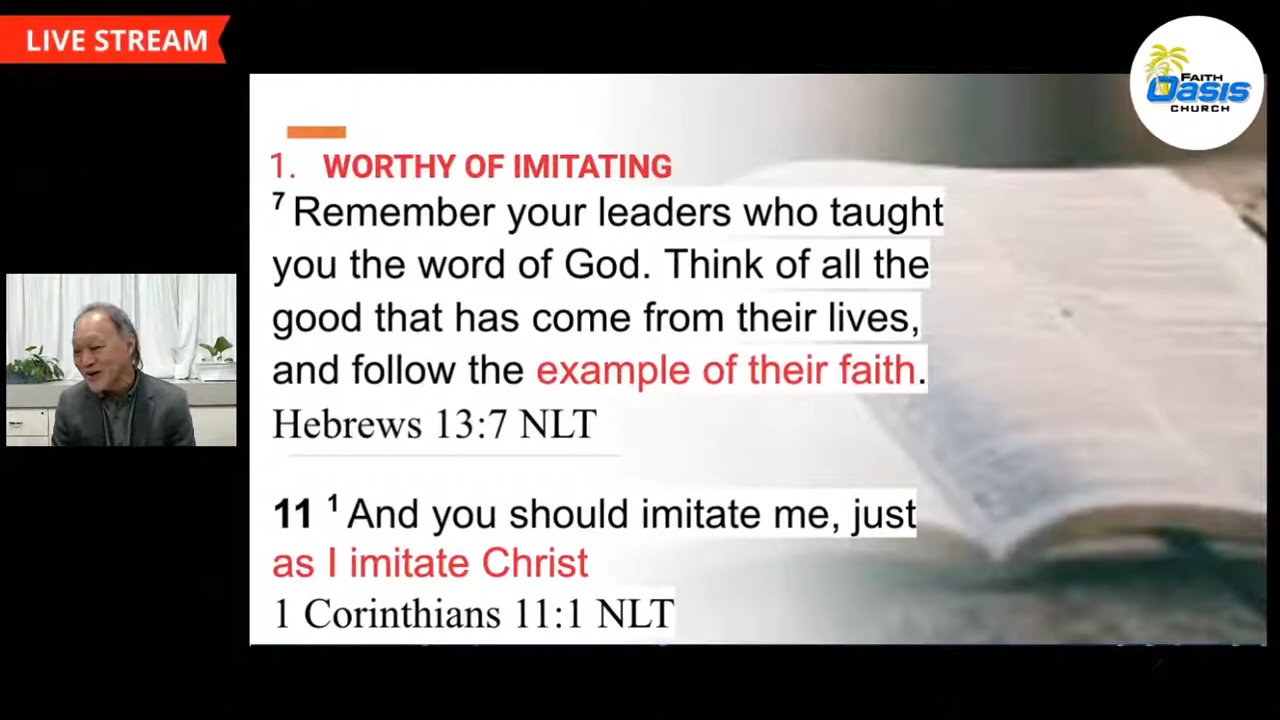 LIVE STREAM
FAITH
Oasis
CHURCH
1. WORTHY OF IMITATING
7 Remember your leaders who taught
you the word of God. Think of all the
good that has come from their lives,
and follow the example of their faith.
Hebrews 13:7 NLT
11 1 And you should imitate me, just
as I imitate Christ
1 Corinthians 11:1 NLT